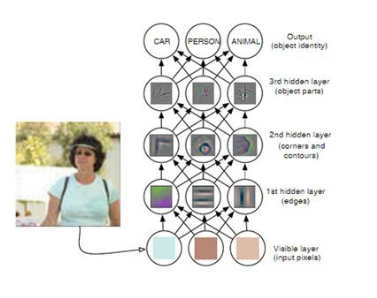 CAR PERSON ANIMAL
Output
(object identity)
3rd hidden layer
(object parts)
2nd hidden layer
(corners and
contours)
1st hidden layer
(edges)
Visible layer
(input pixels)